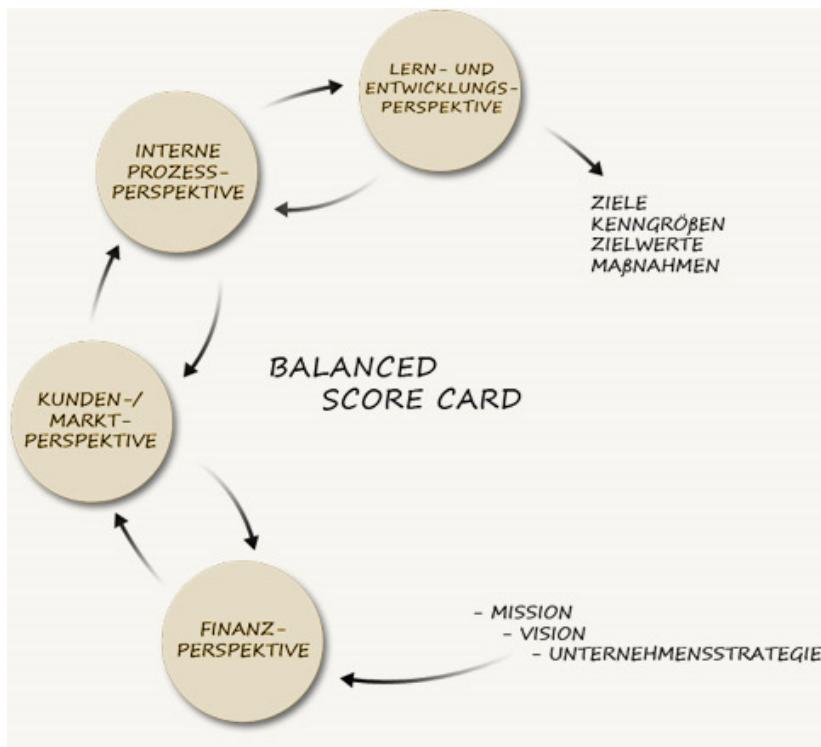 LERN- UND
ENTWICKLUNGS-
PERSPEKTIVE
INTERNE
PROZESS-
PERSPEKTIVE
ZIELE
KENNGRÖßEN
ZIELWERTE
MAßNAHMEN
BALANCED
SCORE CARD
KUNDEN-/
MARKT-
PERSPEKTIVE
FINANZ-
PERSPEKTIVE
- MISSION
- VISION
- UNTERNEHMENSSTRATEGIE